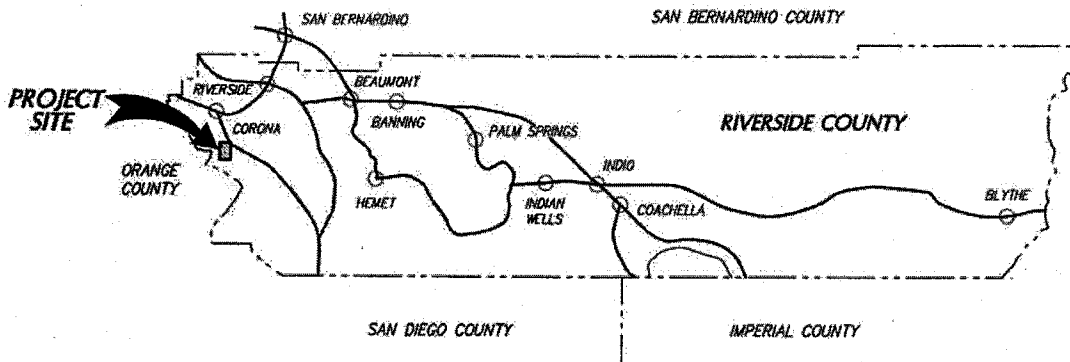 SAN BERNARDINO
SAN BERNARDINO COUNTY
RIVERSIDE
BEAUMONT
PROJECT
SITE
CORONA
BANNING
PALM SPRINGS
RIVERSIDE COUNTY
ORANGE
COUNTY
HEMET
INDIAN
WELLS
INDIO
COACHELLA
BLYTHE
SAN DIEGO COUNTY
IMPERIAL COUNTY